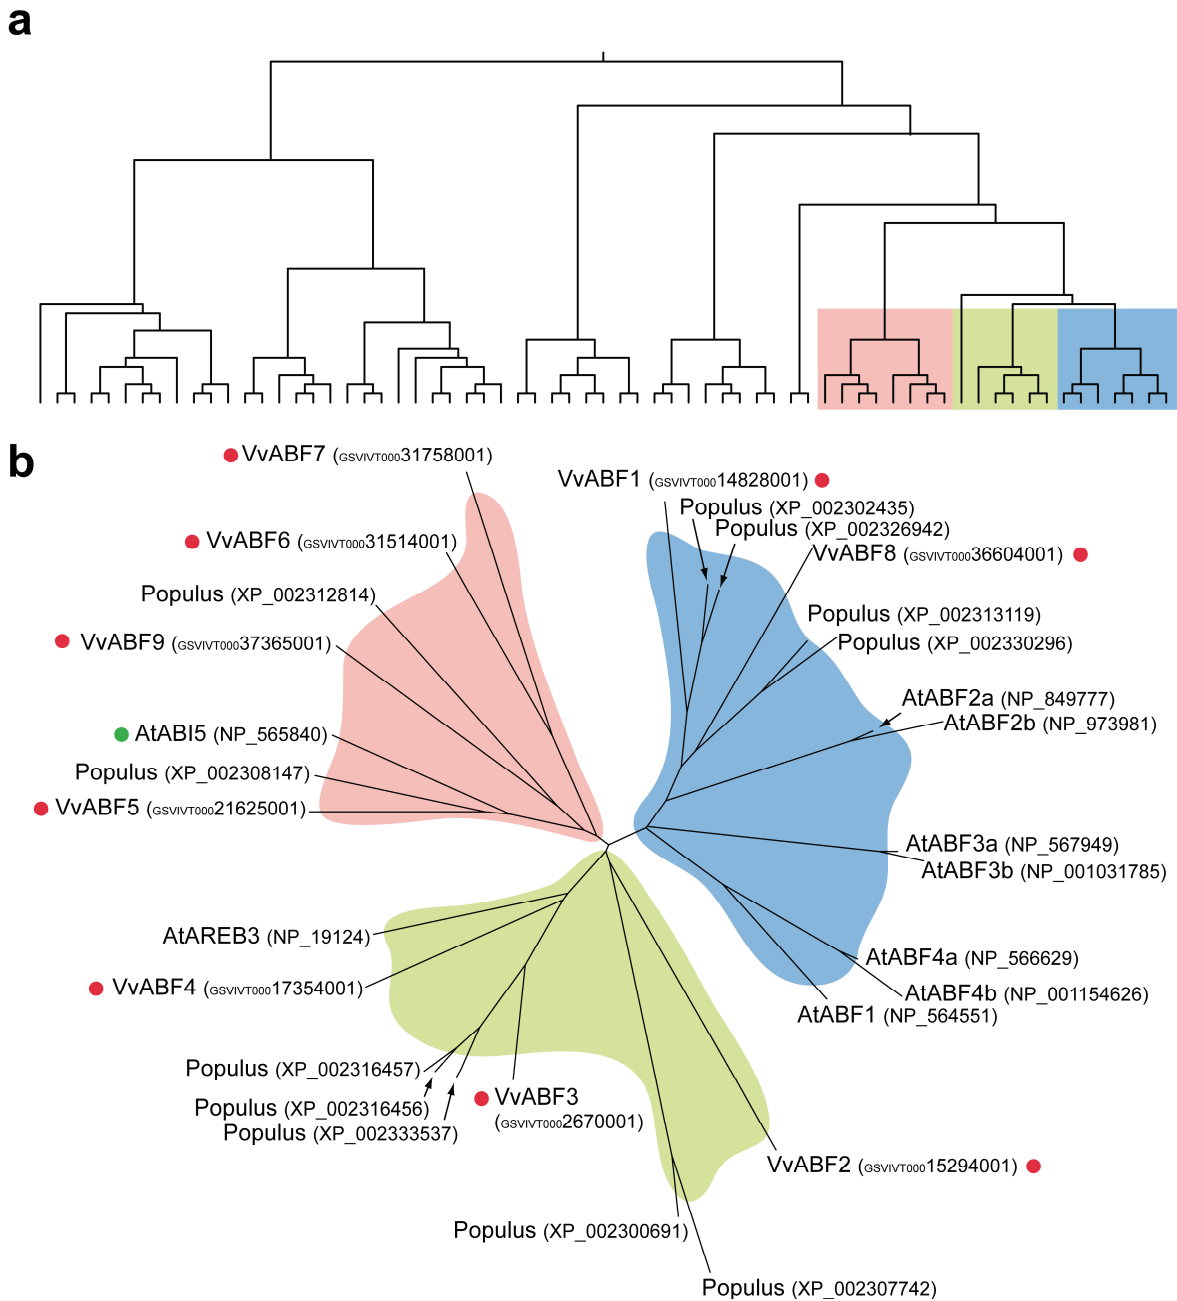 a
b
VvABF7 (GSVIVT00031758001)
VvABF1 (GSVIVT00014828001)
Populus (XP_002302435)
Populus (XP_002326942)
VvABF6 (GSVIVT00031514001)
VvABF8 (GSVIVT00036604001)
Populus (XP_002312814)
Populus (XP_002313119)
VvABF9 (GSVIVT00037365001)
Populus (XP_002330296)
AtABF2a (NP_849777)
AtABF2b (NP_973981)
AtABI5 (NP_565840)
Populus (XP_002308147)
VvABF5 (GSVIVT00021625001)
AtABF3a (NP_567949)
AtABF3b (NP_001031785)
AtAREB3 (NP_19124)
AtABF4a (NP_566629)
VvABF4 (GSVIVT00017354001)
AtABF4b (NP_001154626)
AtABF1 (NP_564551)
Populus (XP_002316457)
VvABF3
(GSVIVT0002670001)
Populus (XP_002316456)
Populus (XP_002333537)
VvABF2 (GSVIVT00015294001)
Populus (XP_002300691)
Populus (XP_002307742)